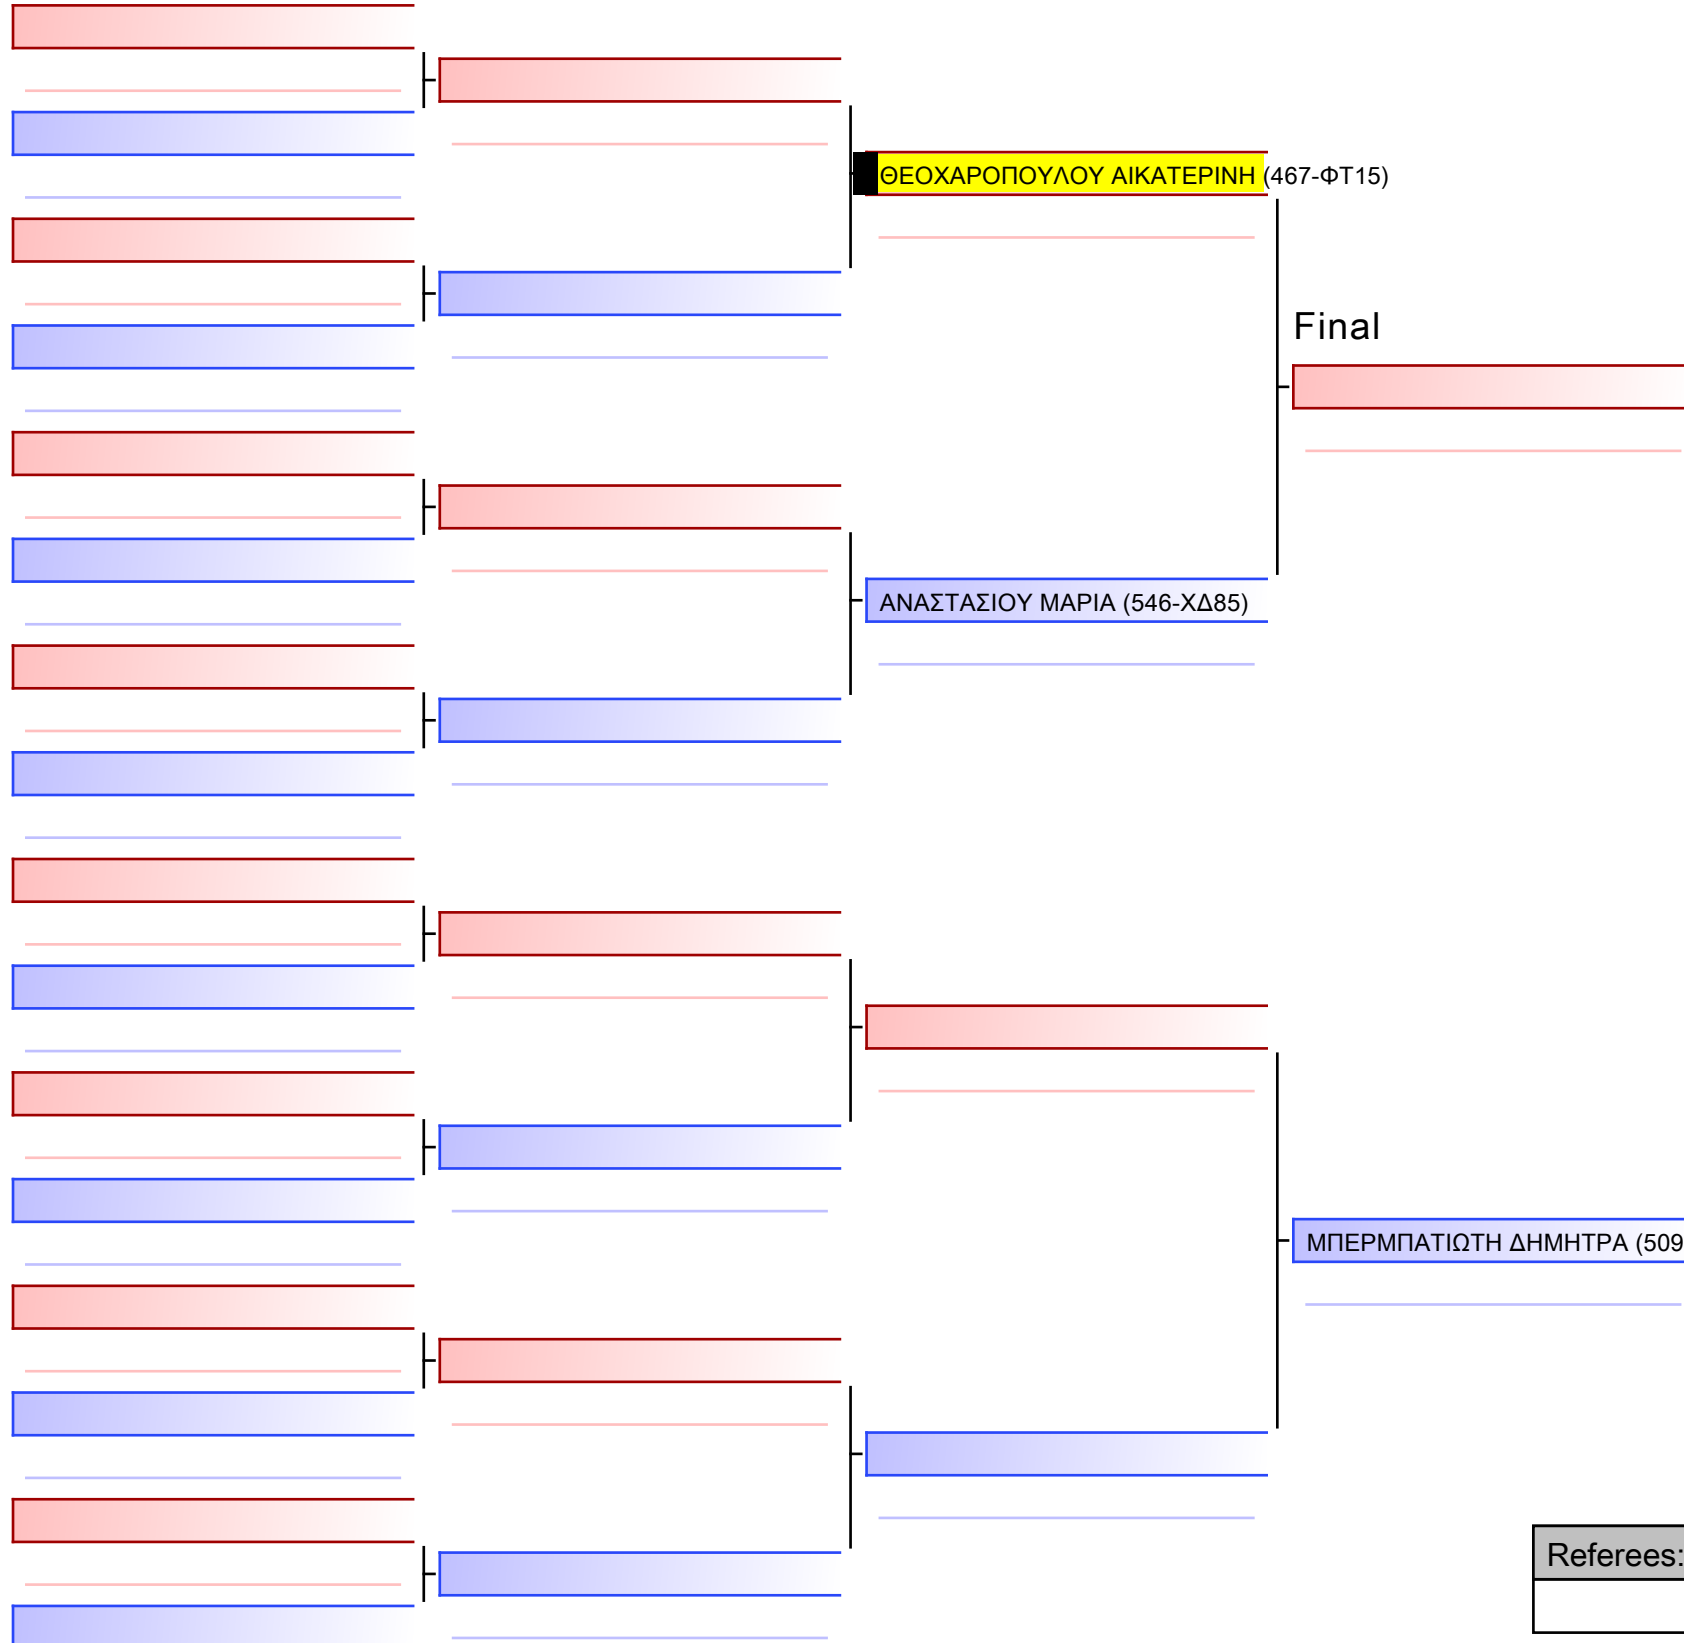 ΘΕΟΧΑΡΟΠΟΥΛΟΥ ΑΙΚΑΤΕΡΙΝΗ (467-ΦΤ15)
Final
ΑΝΑΣΤΑΣΙΟΥ ΜΑΡΙΑ (546-ΧΔ85)
ΜΠΕΡΜΠΑΤΙΩΤΗ ΔΗΜΗΤΡΑ (509
Referees: